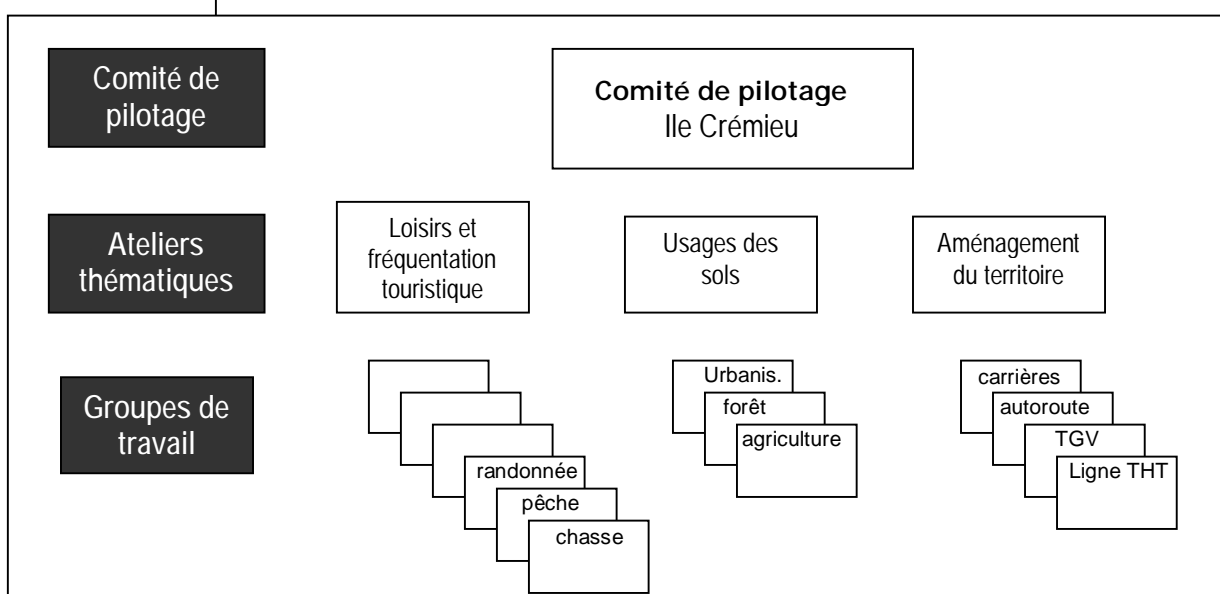 Comité de
pilotage
Comité de pilotage
Ile Crémieu
Ateliers
thématiques
Loisirs et
fréquentation
touristique
Usages des
sols
Aménagement
du territoire
Groupes de
travail
randonnée
pêche
chasse
Urbanis.
forêt
agriculture
carrières
autoroute
TGV
Ligne THT